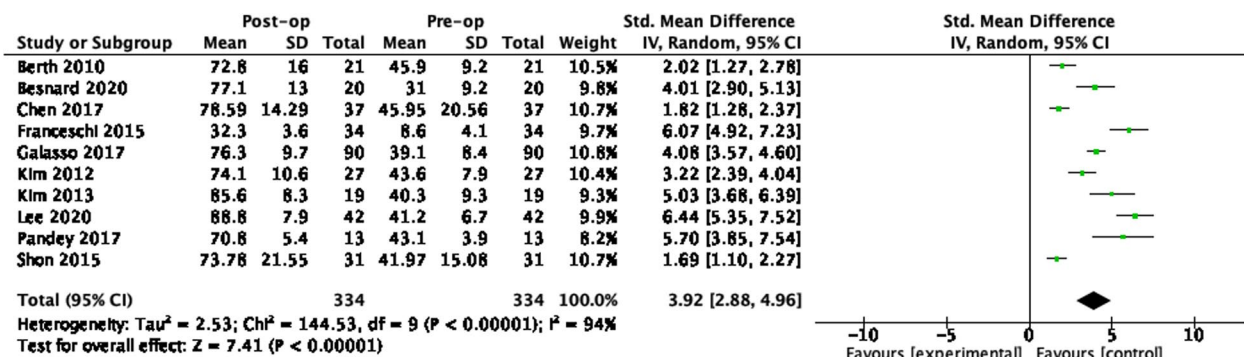 Post-op Pre-op Std. Mean Difference Std. Mean Difference
Study or Subgroup Mean SD Total Mean SD Total Weight IV, Random, 95% CI IV, Random, 95% CI
Berth 2010 72.8 16 21 45.9 9.2 21 10.5% 2.02 [1.27, 2.78]
Besnard 2020 77.1 13 20 31 9.2 20 9.8% 4.01 [2.90, 5.13]
Chen 2017 78.59 14.29 37 45.95 20.56 37 10.7% 1.82 [1.28, 2.37]
Franceschi 2015 32.3 3.6 34 8.6 4.1 34 9.7% 6.07 [4.92, 7.23]
Galasso 2017 76.3 9.7 90 39.1 8.4 90 10.8% 4.08 [3.57, 4.60]
Kim 2012 74.1 10.6 27 43.6 7.9 27 10.4% 3.22 [2.39, 4.04]
Kim 2013 85.6 8.3 19 40.3 9.3 19 9.3% 5.03 [3.68, 6.39]
Lee 2020 88.8 7.9 42 41.2 6.7 42 9.9% 6.44 [5.35, 7.52]
Pandey 2017 70.8 5.4 13 43.1 3.9 13 8.2% 5.70 [3.85, 7.54]
Shon 2015 73.78 21.55 31 41.97 15.08 31 10.7% 1.69 [1.10, 2.27]
Total (95% CI) 334 334 100.0% 3.92 [2.88, 4.96]
Heterogeneity: Tau² = 2.53; Chi² = 144.53, df = 9 (P < 0.00001); I² = 94%
Test for overall effect: Z = 7.41 (P < 0.00001)
-10 -5 0 5 10
Favours [experimental] Favours [control]